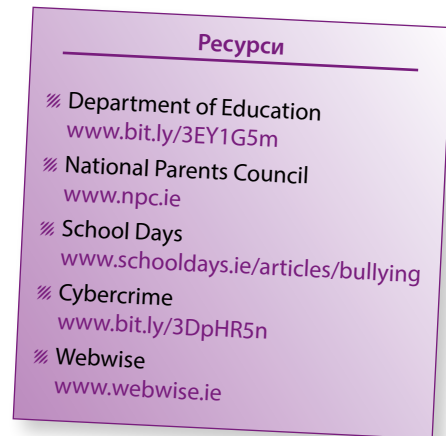 Ресурси
Department of Education
www.bit.ly/3EY1G5m
National Parents Council
www.npc.ie
School Days
www.schooldays.ie/articles/bullying
Cybercrime
www.bit.ly/3DpHR5n
Webwise
www.webwise.ie